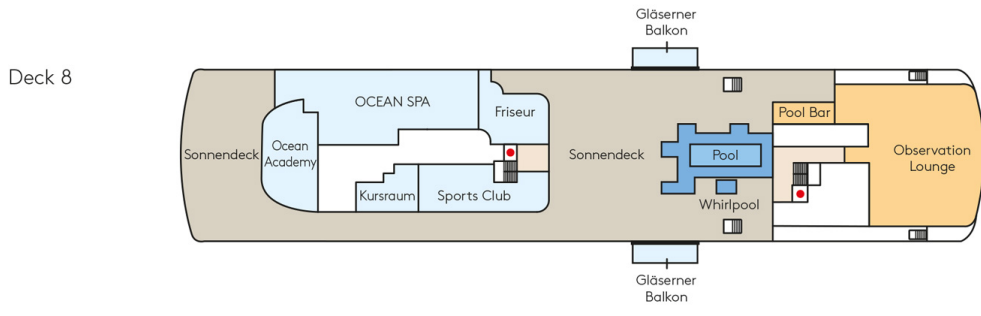 Gläserner
Balkon
Deck 8
OCEAN SPA
Friseur
Pool Bar
Sonnendeck
Ocean
Academy
Sonnendeck
Pool
Observation
Lounge
Kursraum
Sports Club
Whirlpool
Gläserner
Balkon